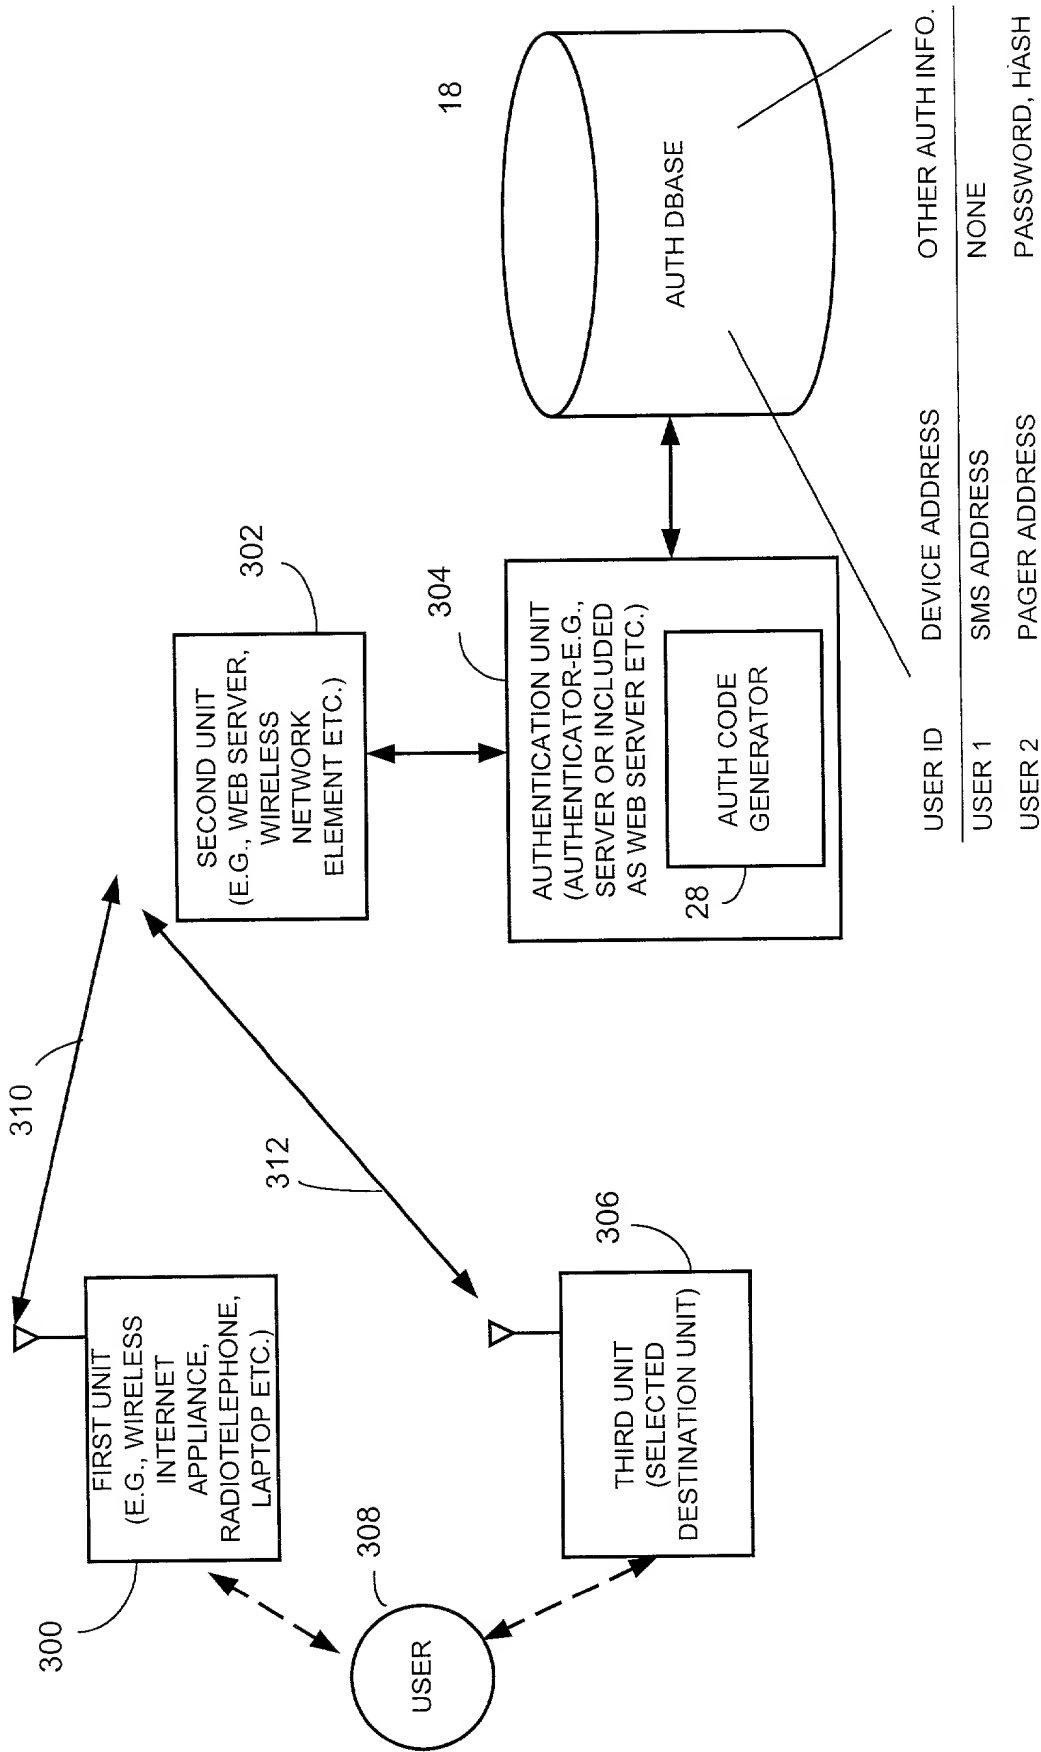 300
FIRST UNIT
(E.G., WIRELESS
INTERNET
APPLIANCE,
RADIOTELEPHONE,
LAPTOP ETC.)
310
308
USER
312
306
THIRD UNIT
(SELECTED
DESTINATION UNIT)
302
SECOND UNIT
(E.G., WEB SERVER,
WIRELESS
NETWORK
ELEMENT ETC.)
304
AUTHENTICATION UNIT
(AUTHENTICATOR-E.G.,
SERVER OR INCLUDED
AS WEB SERVER ETC.)
28
AUTH CODE
GENERATOR
18
AUTH DBASE
USER ID DEVICE ADDRESS OTHER AUTH INFO.
USER 1 SMS ADDRESS NONE
USER 2 PAGER ADDRESS PASSWORD, HASH